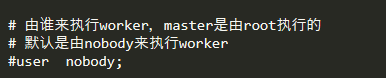 # 由谁来执行worker，master是由root执行的
# 默认是由nobody来执行worker
#user  nobody;